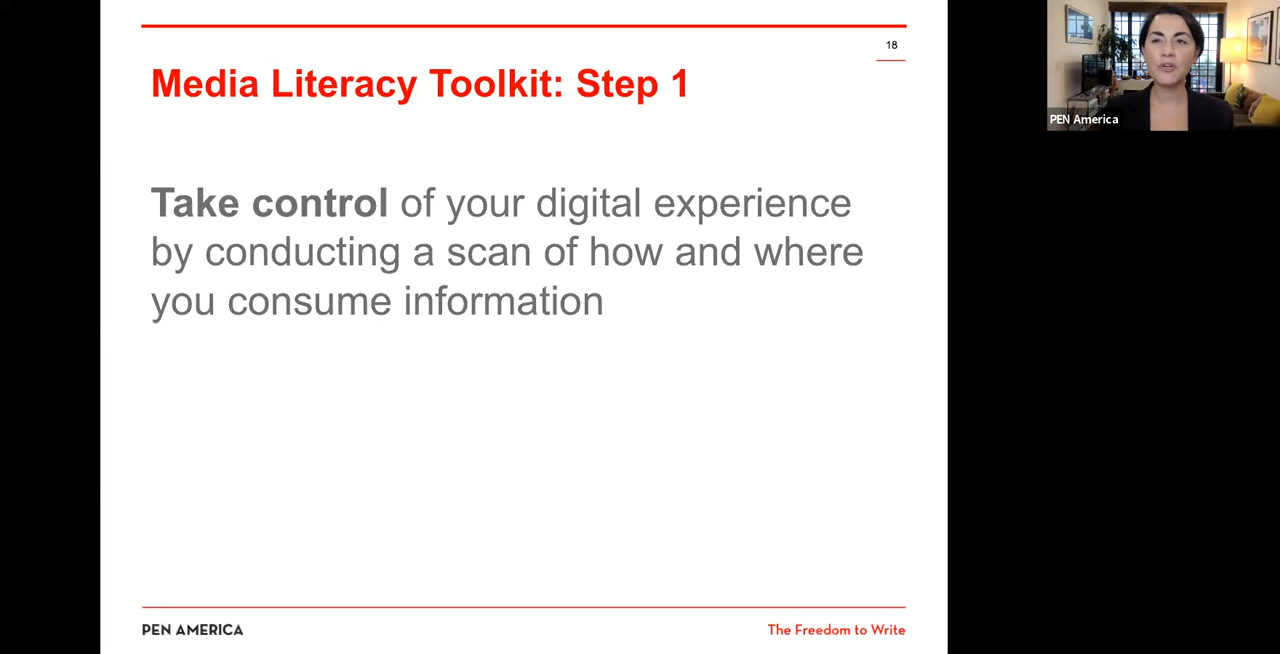 18
Media Literacy Toolkit: Step 1
Take control of your digital experience
by conducting a scan of how and where
you consume information
PEN AMERICA
The Freedom to Write
PEN America